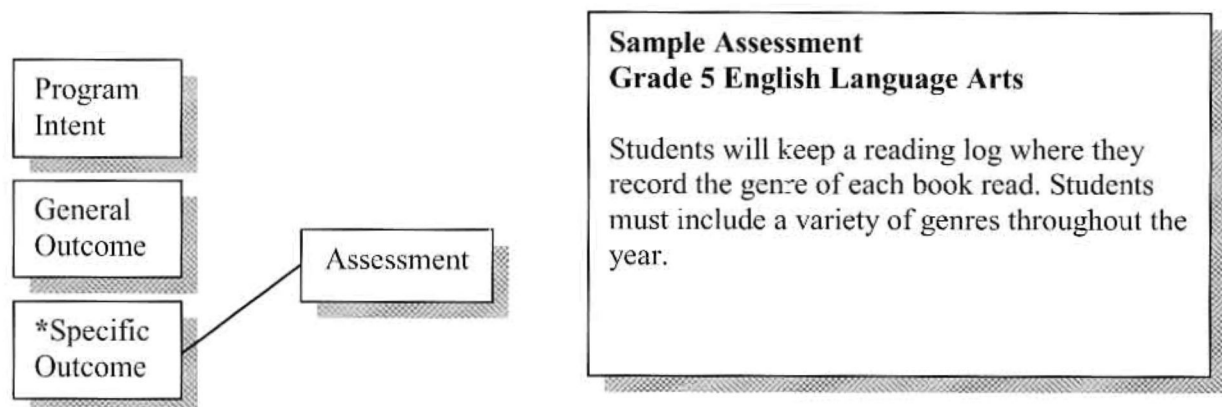 Program
Intent
General
Outcome
*Specific
Outcome
Assessment
Sample Assessment
Grade 5 English Language Arts
Students will keep a reading log where they
record the genre of each book read. Students
must include a variety of genres throughout the
year.